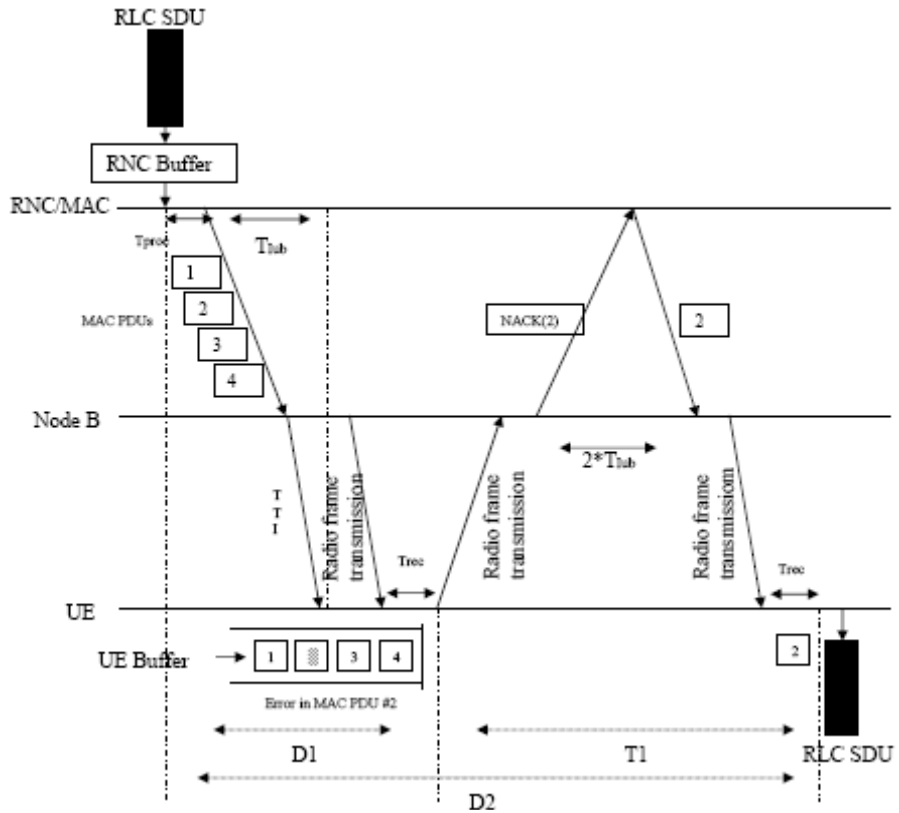 RLC SDU
RNC Buffer
RNC/MAC
Tproc
TIub
1
MAC PDUs
2
3
4
NACK(2)
2
Node B
2*TIub
TTI
Radio frame transmission
Radio frame transmission
Radio frame transmission
Trec
Trec
UE
UE Buffer
1
3
4
2
Error in MAC PDU #2
D1
T1
RLC SDU
D2